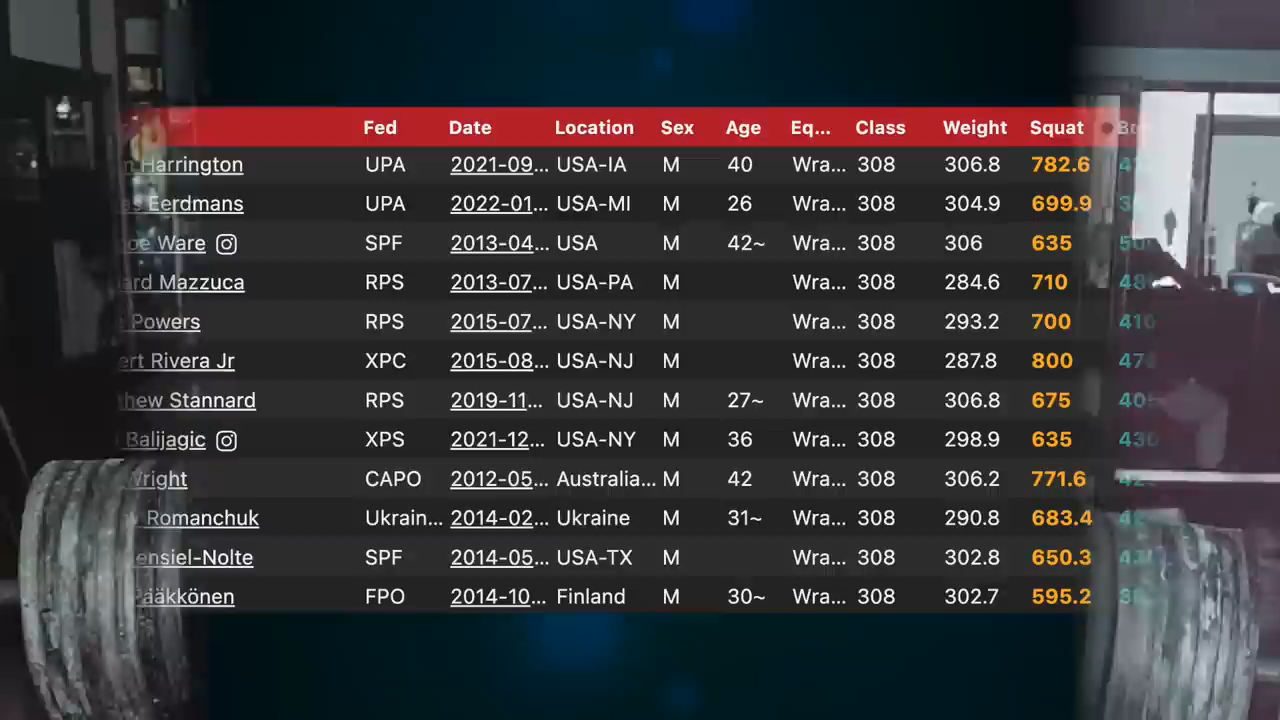 Fed Date Location Sex Age Eq... Class Weight Squat
Harrington UPA 2021-09... USA-IA M 40 Wra... 308 306.8 782.6
Eerdmans UPA 2022-01... USA-MI M 26 Wra... 308 304.9 699.9
Ware SPF 2013-04... USA M 42~ Wra... 308 306 635
Mazzuca RPS 2013-07... USA-PA M Wra... 308 284.6 710
Powers RPS 2015-07... USA-NY M Wra... 308 293.2 700 410
Rivera Jr XPC 2015-08... USA-NJ M Wra... 308 287.8 800
Stannard RPS 2019-11... USA-NJ M 27~ Wra... 308 306.8 675
Balijagic XPS 2021-12... USA-NY M 36 Wra... 308 298.9 635 430
Wright CAPO 2012-05... Australia... M 42 Wra... 308 306.2 771.6
Romanchuk Ukrain... 2014-02... Ukraine M 31~ Wra... 308 290.8 683.4
ensiel-Nolte SPF 2014-05... USA-TX M Wra... 308 302.8 650.3
Pääkkönen FPO 2014-10... Finland M 30~ Wra... 308 302.7 595.2